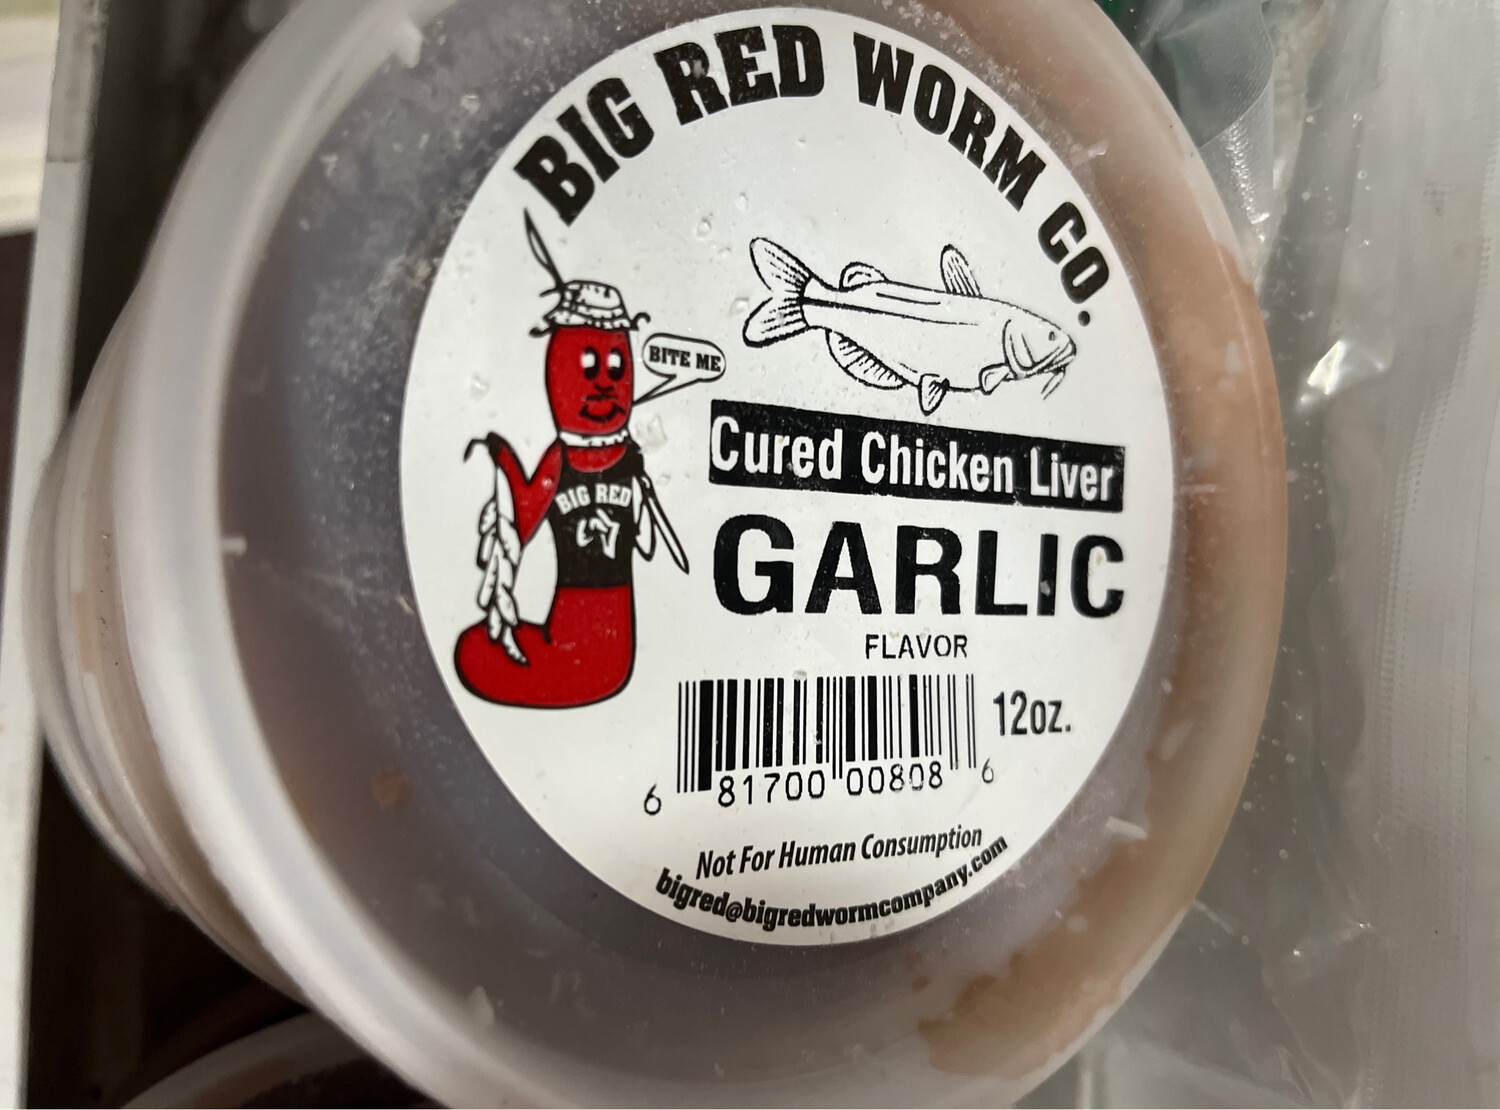 BIG RED WORM CO.
BITE ME
BIG RED
Cured Chicken Liver
GARLIC
FLAVOR
12oz.
6 81700 00808 6
Not For Human Consumption
bigred@bigredwormcompany.com